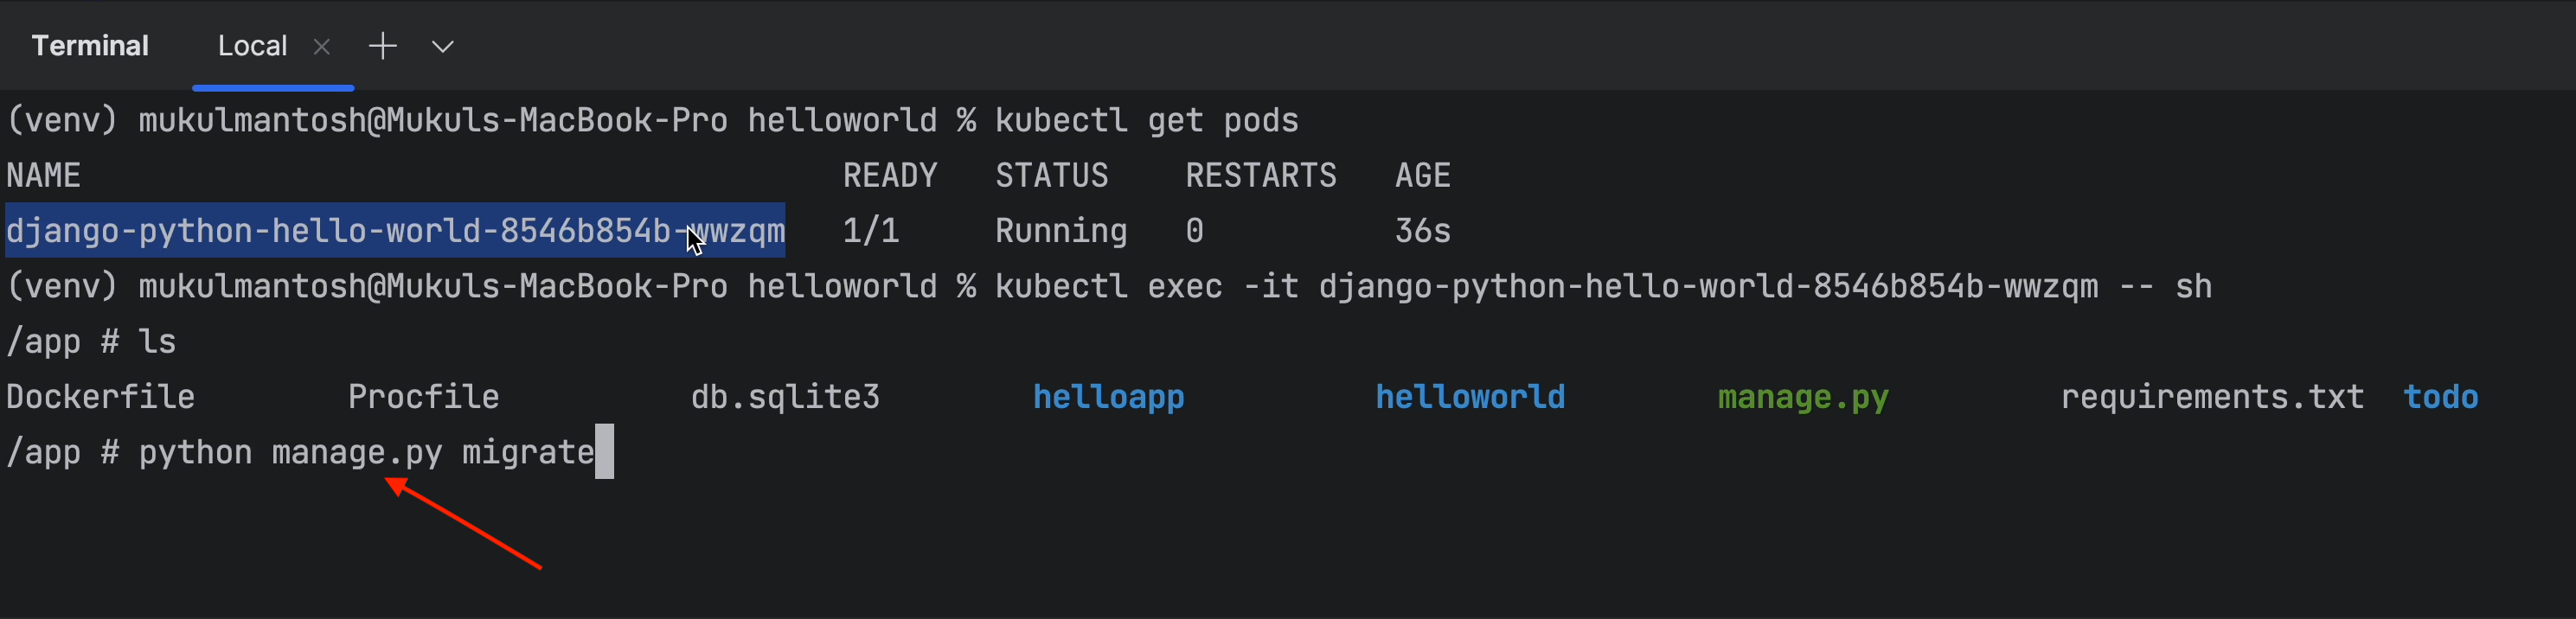 Terminal Local
(venv) mukulmantosh@Mukuls-MacBook-Pro helloworld % kubectl get pods
NAME READY STATUS RESTARTS AGE
django-python-hello-world-8546b854b-wwzqm 1/1 Running 0 36s
(venv) mukulmantosh@Mukuls-MacBook-Pro helloworld % kubectl exec -it django-python-hello-world-8546b854b-wwzqm -- sh
/app # ls
Dockerfile Procfile db.sqlite3 helloapp helloworld manage.py requirements.txt todo
/app # python manage.py migrate